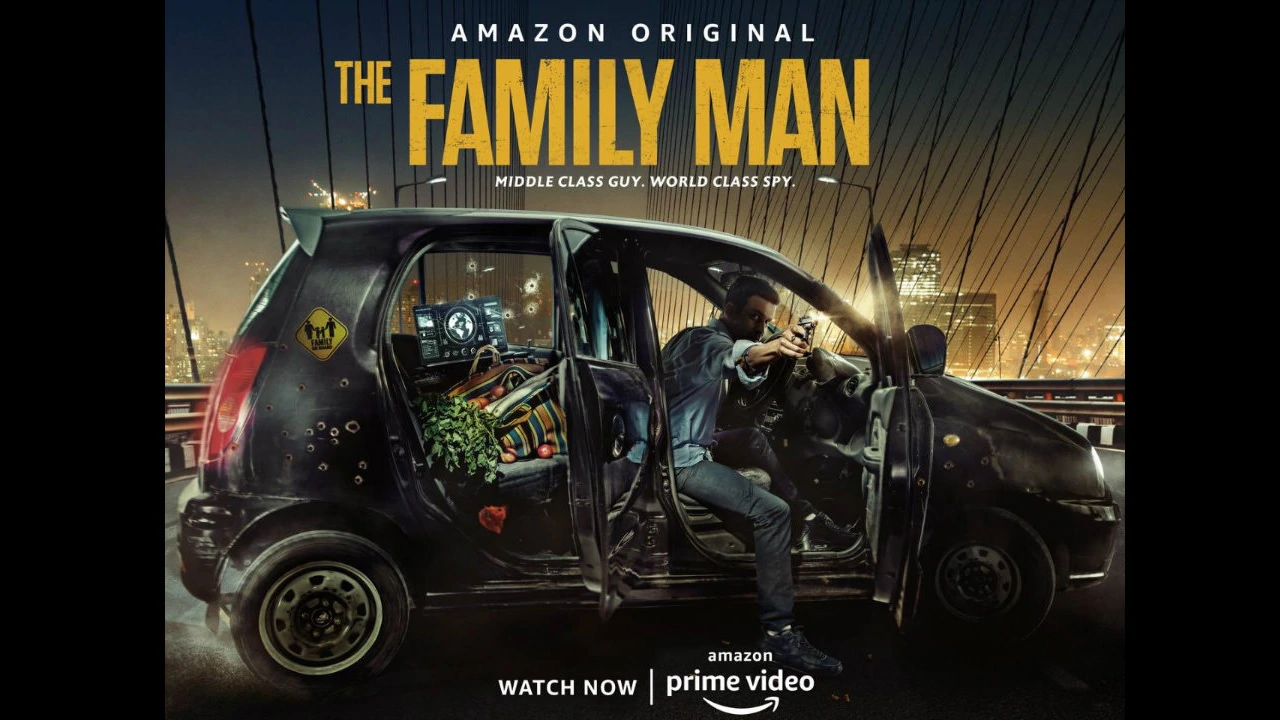 AMAZON ORIGINAL
THE FAMILY MAN
MIDDLE CLASS GUY. WORLD CLASS SPY.
FAMILY
WATCH NOW
amazon
prime video